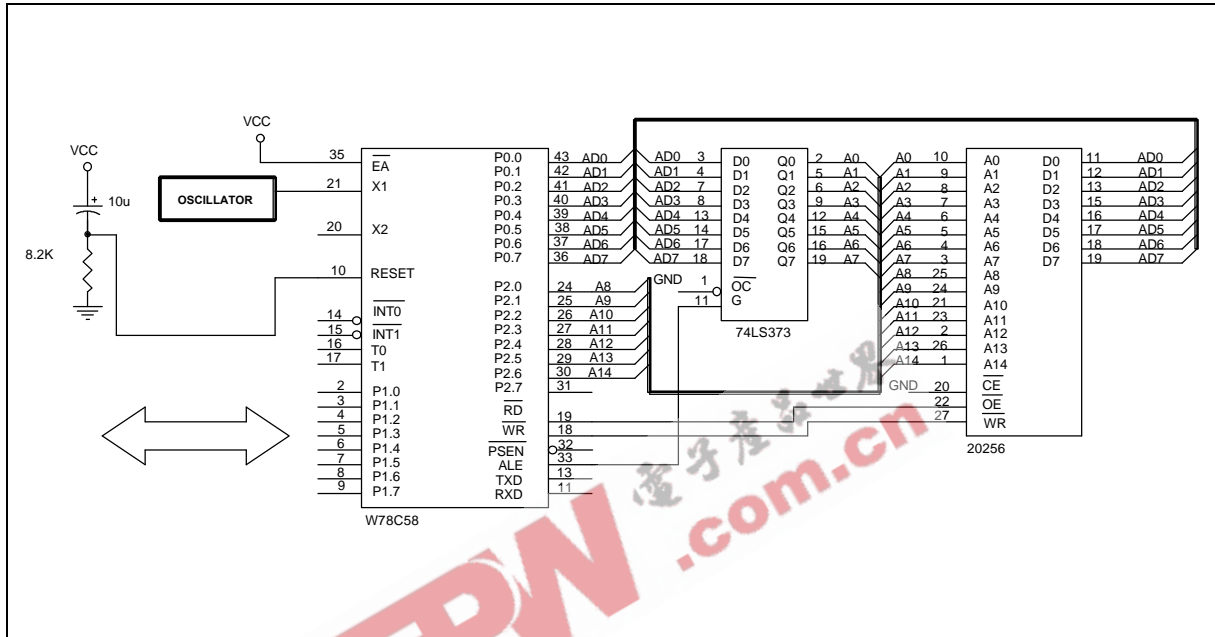 VCC
VCC
10u
8.2K
OSCILLATOR
35 EA
21 X1
20 X2
10 RESET
14 INT0
15 INT1
16 T0
17 T1
2 P1.0
3 P1.1
4 P1.2
5 P1.3
6 P1.4
7 P1.5
8 P1.6
9 P1.7
P0.0 43 AD0
P0.1 42 AD1
P0.2 41 AD2
P0.3 40 AD3
P0.4 39 AD4
P0.5 38 AD5
P0.6 37 AD6
P0.7 36 AD7
P2.0 24 A8
P2.1 25 A9
P2.2 26 A10
P2.3 27 A11
P2.4 28 A12
P2.5 29 A13
P2.6 30 A14
P2.7 31
RD 19
WR 18
PSEN 32
ALE 33
TXD 13
RXD 11
W78C58
AD0 3 D0 Q0 2 A0
AD1 4 D1 Q1 5 A1
AD2 7 D2 Q2 6 A2
AD3 8 D3 Q3 9 A3
AD4 13 D4 Q4 12 A4
AD5 14 D5 Q5 15 A5
AD6 17 D6 Q6 16 A6
AD7 18 D7 Q7 19 A7
GND 1 OC
11 G
74LS373
A0 10 A0 D0 11 AD0
A1 9 A1 D1 12 AD1
A2 8 A2 D2 13 AD2
A3 7 A3 D3 15 AD3
A4 6 A4 D4 16 AD4
A5 5 A5 D5 17 AD5
A6 4 A6 D6 18 AD6
A7 3 A7 D7 19 AD7
A8 25 A8
A9 24 A9
A10 21 A10
A11 23 A11
A12 2 A12
A13 26 A13
A14 1 A14
GND 20 CE
22 OE
27 WR
20256
電子產品世界
.com.cn